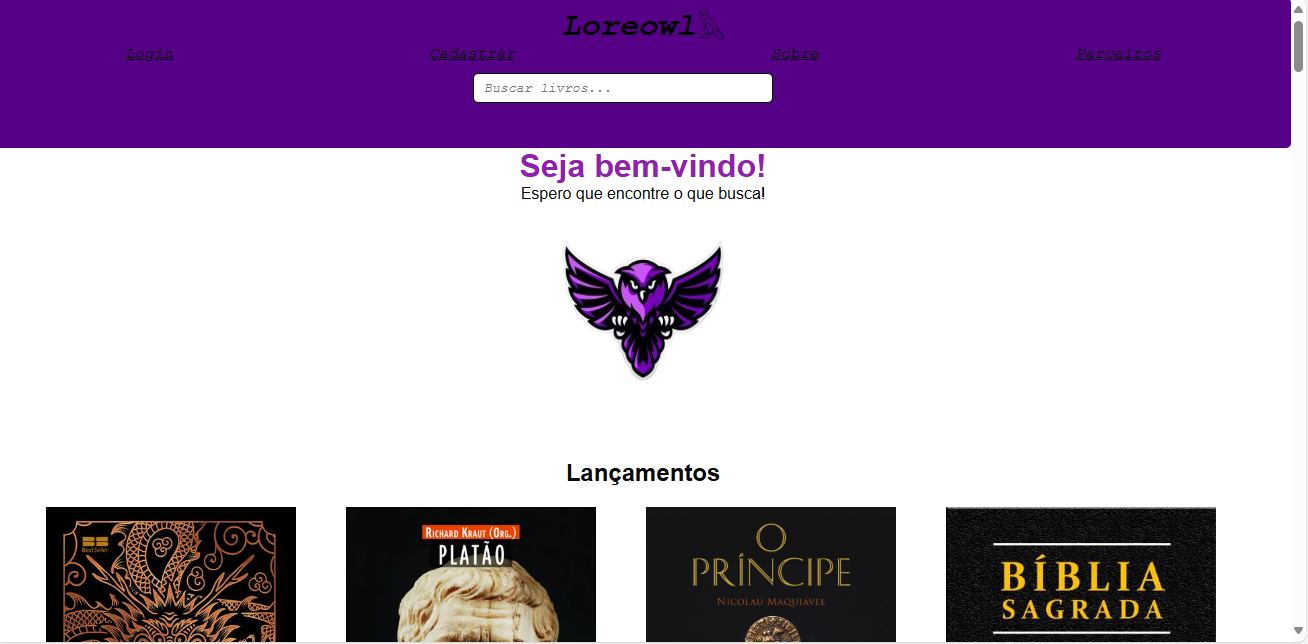 Loreowl𓅃
Login Cadastrar Sobre Parceiros
Buscar livros...
Seja bem-vindo!
Espero que encontre o que busca!
Lançamentos
BestSeller
RICHARD KRAUT (ORG.)
PLATÃO
O
PRÍNCIPE
NICOLAU MAQUIAVEL
BÍBLIA
SAGRADA